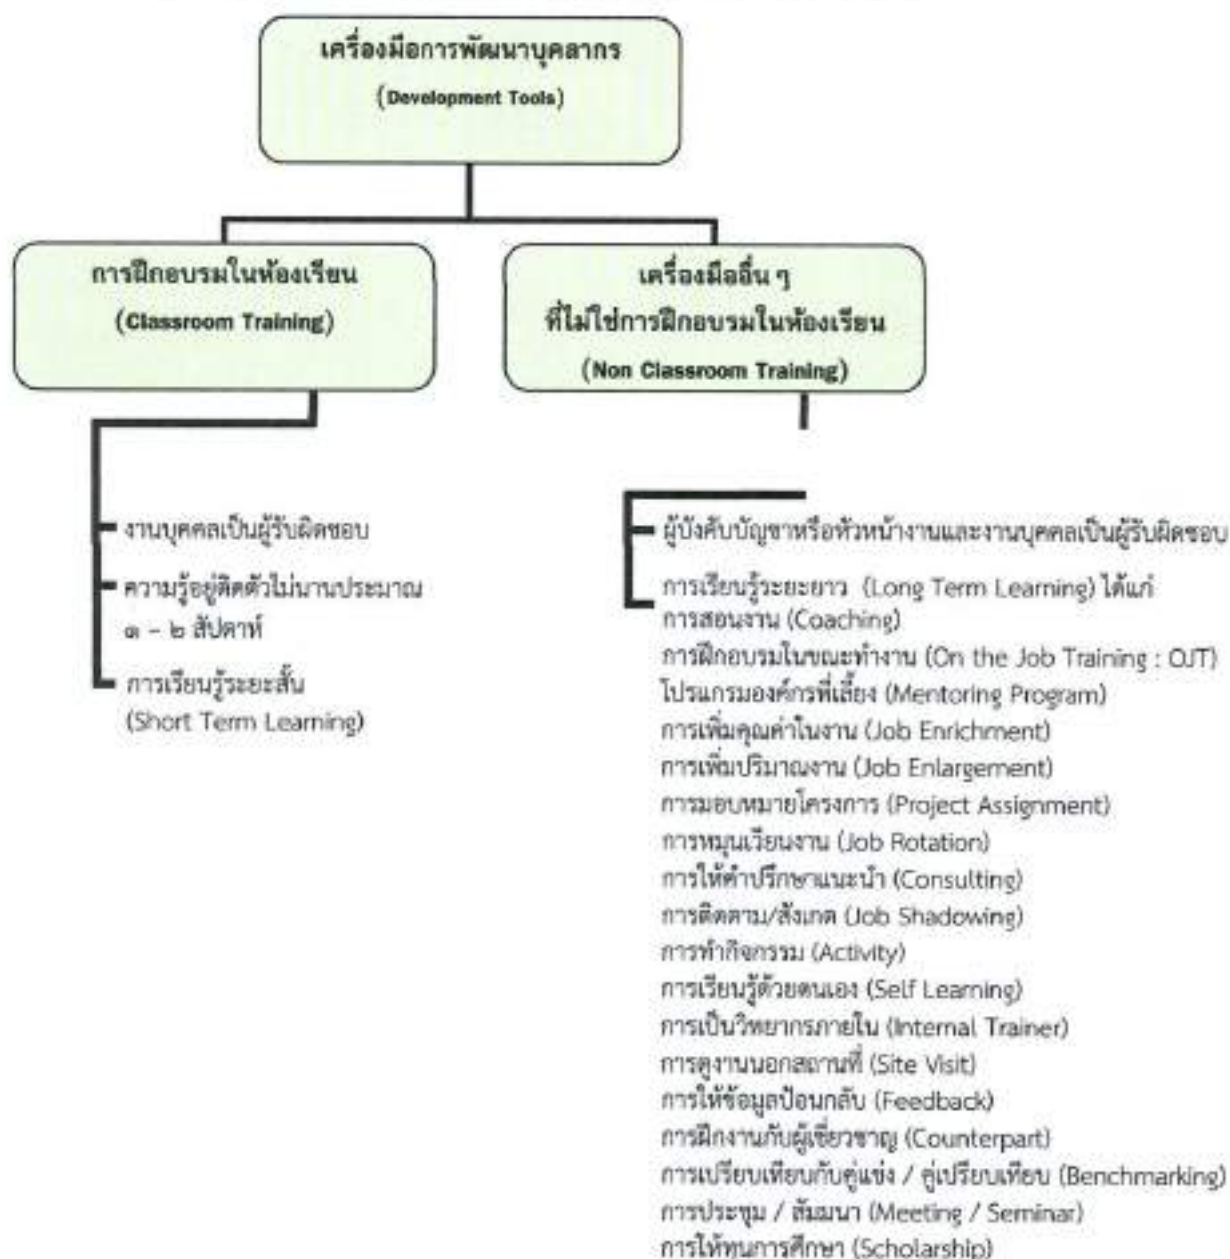 เครื่องมือการพัฒนาบุคลากร
(Development Tools)
การฝึกอบรมในห้องเรียน
(Classroom Training)
เครื่องมืออื่น ๆ
ที่ไม่ใช่การฝึกอบรมในห้องเรียน
(Non Classroom Training)
งานบุคคลเป็นผู้รับผิดชอบ
ความรู้อยู่ติดตัวไม่นานประมาณ
๑ – ๒ สัปดาห์
การเรียนรู้ระยะสั้น
(Short Term Learning)
ผู้บังคับบัญชาหรือหัวหน้างานและงานบุคคลเป็นผู้รับผิดชอบ
การเรียนรู้ระยะยาว (Long Term Learning) ได้แก่
การสอนงาน (Coaching)
การฝึกอบรมในขณะทำงาน (On the Job Training : OJT)
โปรแกรมองค์กรพี่เลี้ยง (Mentoring Program)
การเพิ่มคุณค่าในงาน (Job Enrichment)
การเพิ่มปริมาณงาน (Job Enlargement)
การมอบหมายโครงการ (Project Assignment)
การหมุนเวียนงาน (Job Rotation)
การให้คำปรึกษาแนะนำ (Consulting)
การติดตาม/สังเกต (Job Shadowing)
การทำกิจกรรม (Activity)
การเรียนรู้ด้วยตนเอง (Self Learning)
การเป็นวิทยากรภายใน (Internal Trainer)
การดูงานนอกสถานที่ (Site Visit)
การให้ข้อมูลป้อนกลับ (Feedback)
การฝึกงานกับผู้เชี่ยวชาญ (Counterpart)
การเปรียบเทียบกับคู่แข่ง / คู่เปรียบเทียบ (Benchmarking)
การประชุม / สัมมนา (Meeting / Seminar)
การให้ทุนการศึกษา (Scholarship)